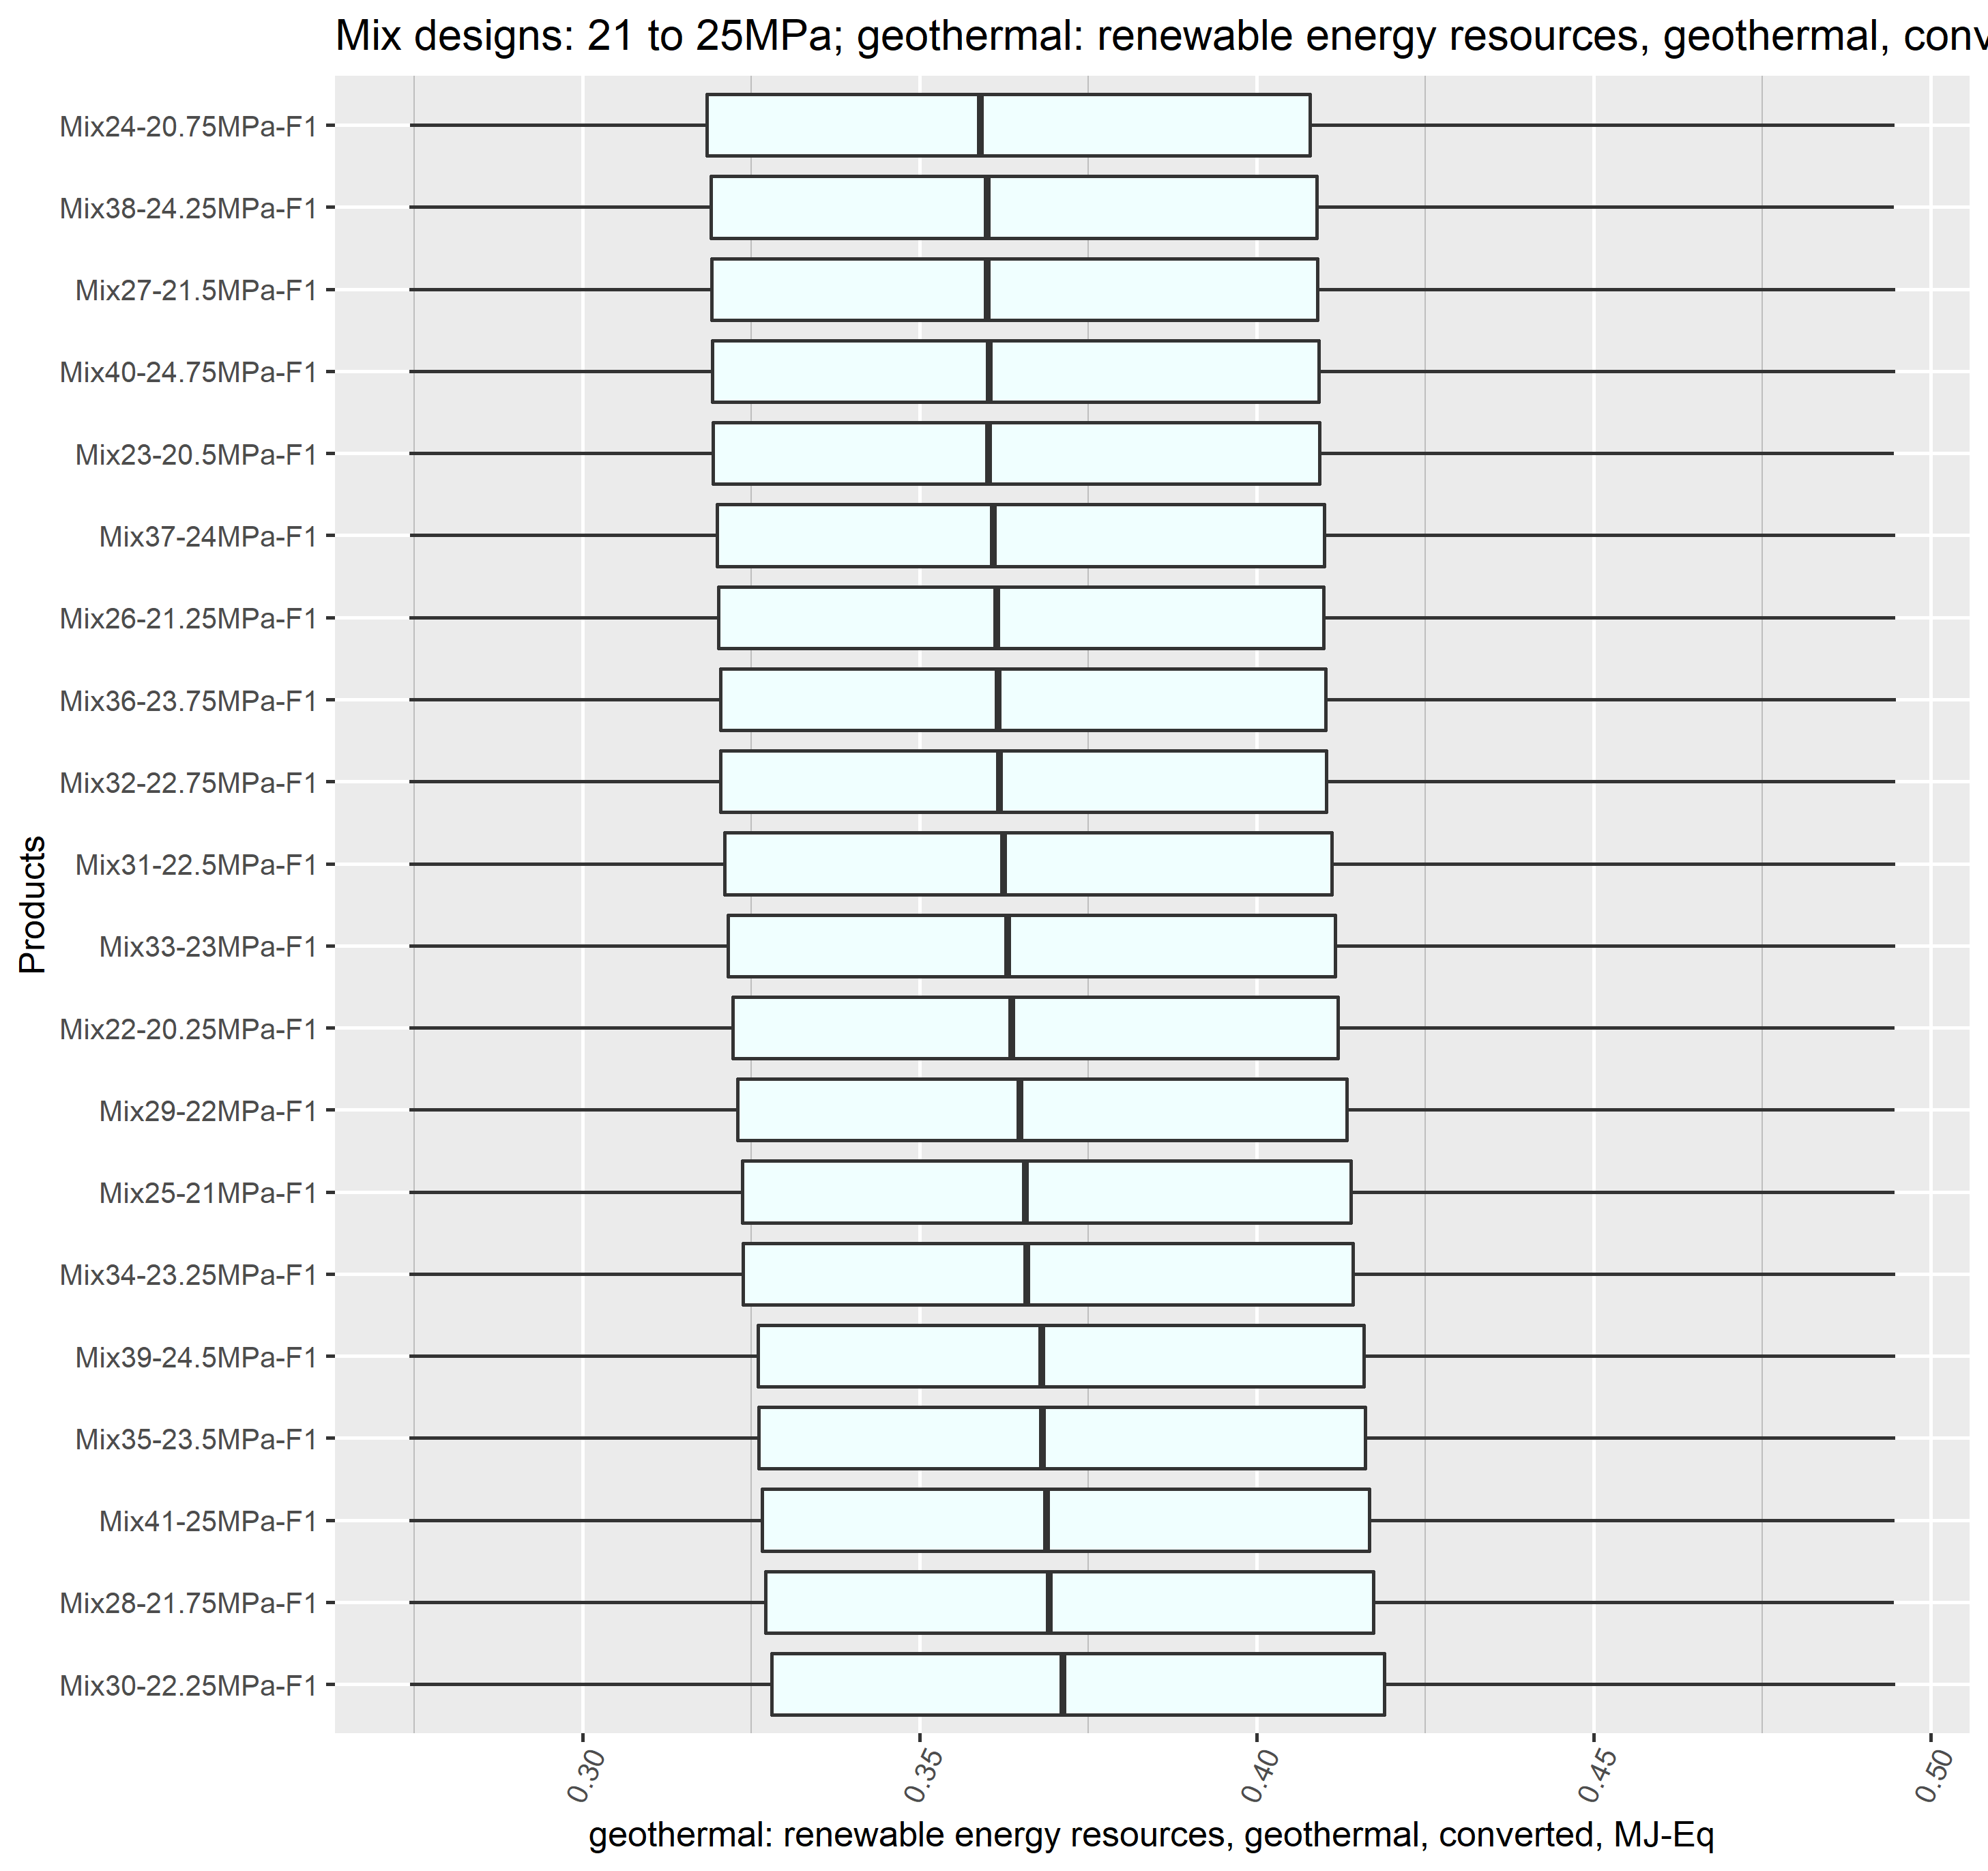 Mix designs: 21 to 25MPa; geothermal: renewable energy resources, geothermal, conv
Mix24-20.75MPa-F1
Mix38-24.25MPa-F1
Mix27-21.5MPa-F1
Mix40-24.75MPa-F1
Mix23-20.5MPa-F1
Mix37-24MPa-F1
Mix26-21.25MPa-F1
Mix36-23.75MPa-F1
Mix32-22.75MPa-F1
Mix31-22.5MPa-F1
Mix33-23MPa-F1
Mix22-20.25MPa-F1
Mix29-22MPa-F1
Mix25-21MPa-F1
Mix34-23.25MPa-F1
Mix39-24.5MPa-F1
Mix35-23.5MPa-F1
Mix41-25MPa-F1
Mix28-21.75MPa-F1
Mix30-22.25MPa-F1
Products
0.30
0.35
0.40
0.45
0.50
geothermal: renewable energy resources, geothermal, converted, MJ-Eq